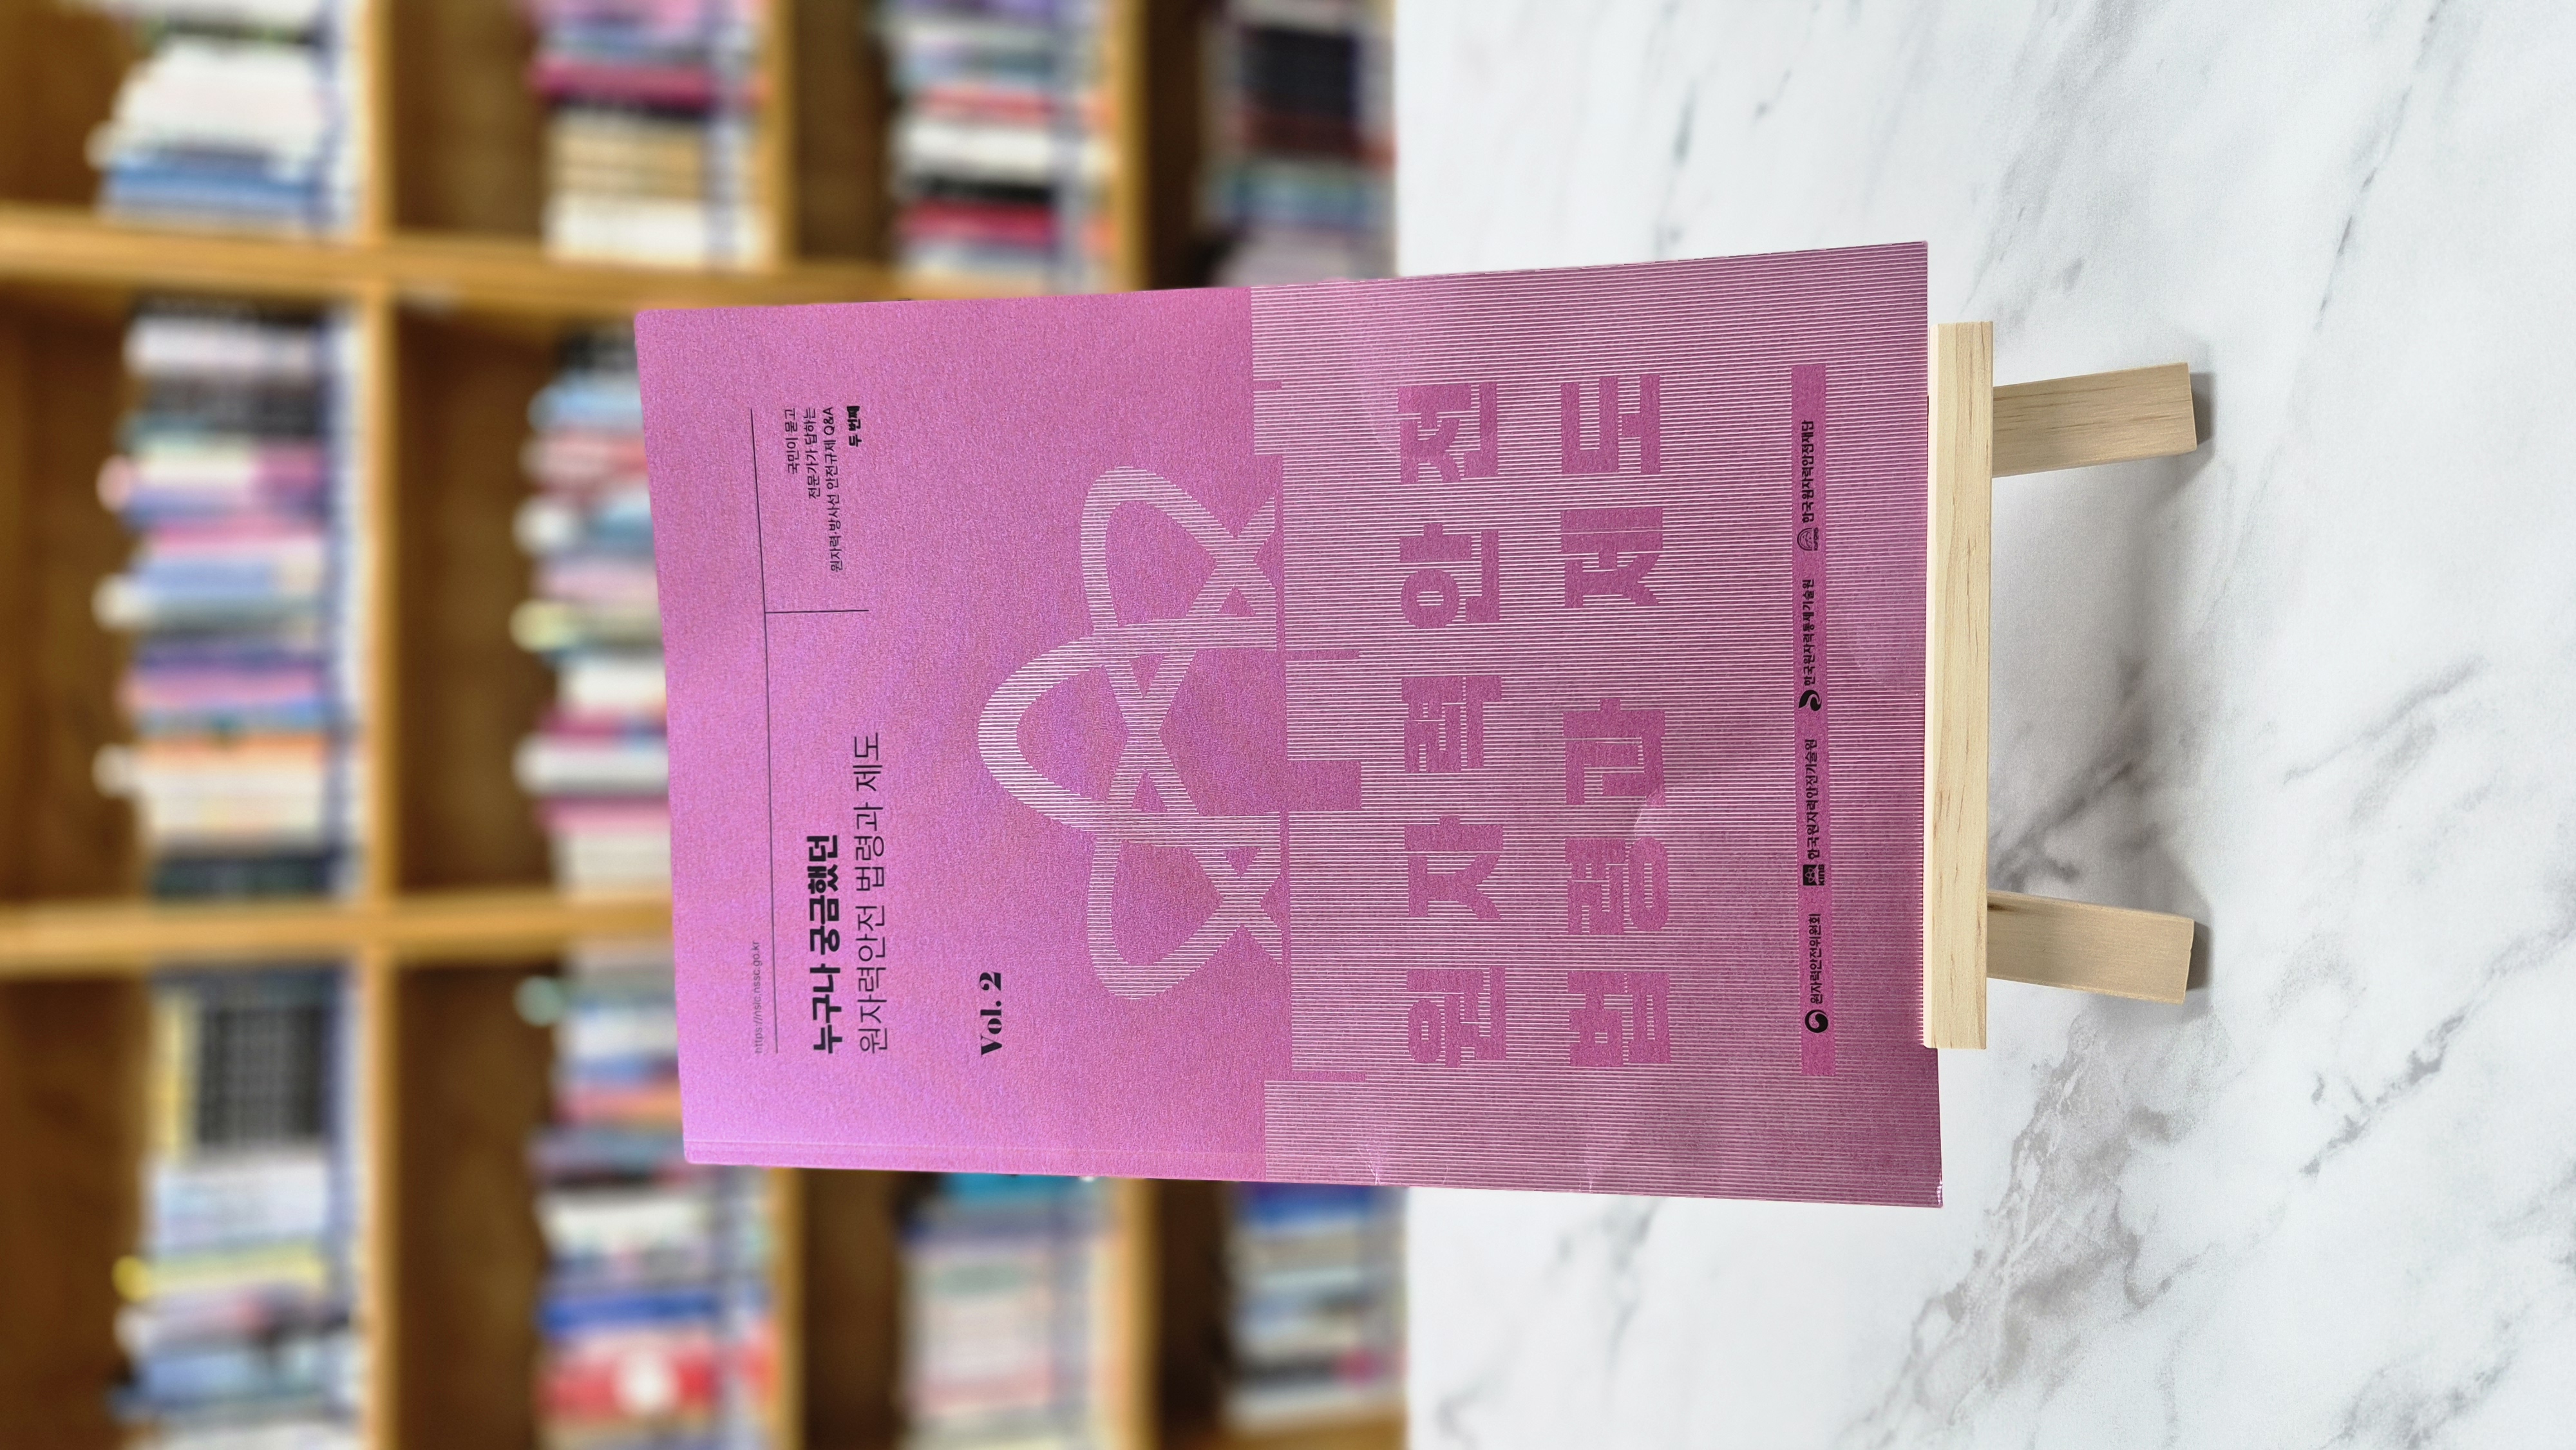 https://nsic.nssc.go.kr
누구나 궁금했던
원자력안전 법령과 제도
국민이 묻고
전문가가 답하는
원자력·방사선 안전규제 Q&A
두 번째
Vol. 2
원자력안전
법령과 제도
원자력안전위원회 KINS 한국원자력안전기술원 한국원자력통제기술원 한국원자력안전재단